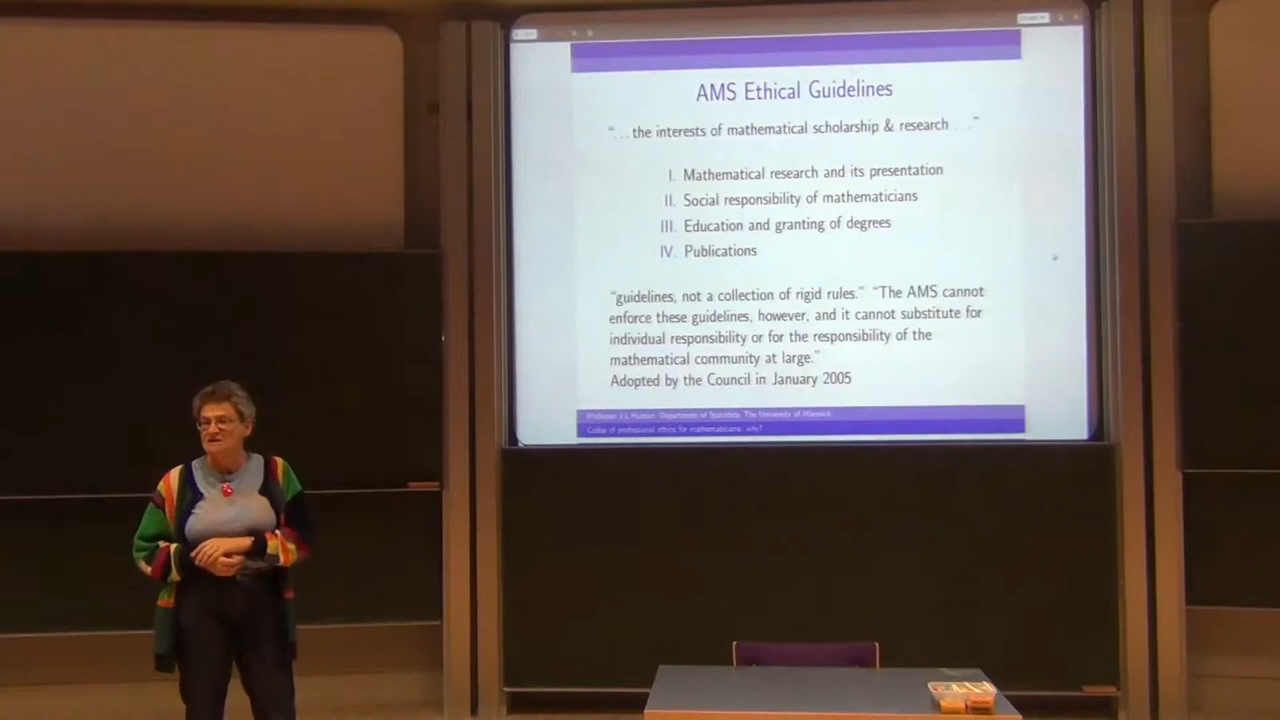 AMS Ethical Guidelines
“. . . the interests of mathematical scholarship & research . . .”
I. Mathematical research and its presentation
II. Social responsibility of mathematicians
III. Education and granting of degrees
IV. Publications
“guidelines, not a collection of rigid rules.” “The AMS cannot
enforce these guidelines, however, and it cannot substitute for
individual responsibility or for the responsibility of the
mathematical community at large.”
Adopted by the Council in January 2005
Professor J L Hutton, Department of Statistics, The University of Warwick
Codes of professional ethics for mathematicians: why?